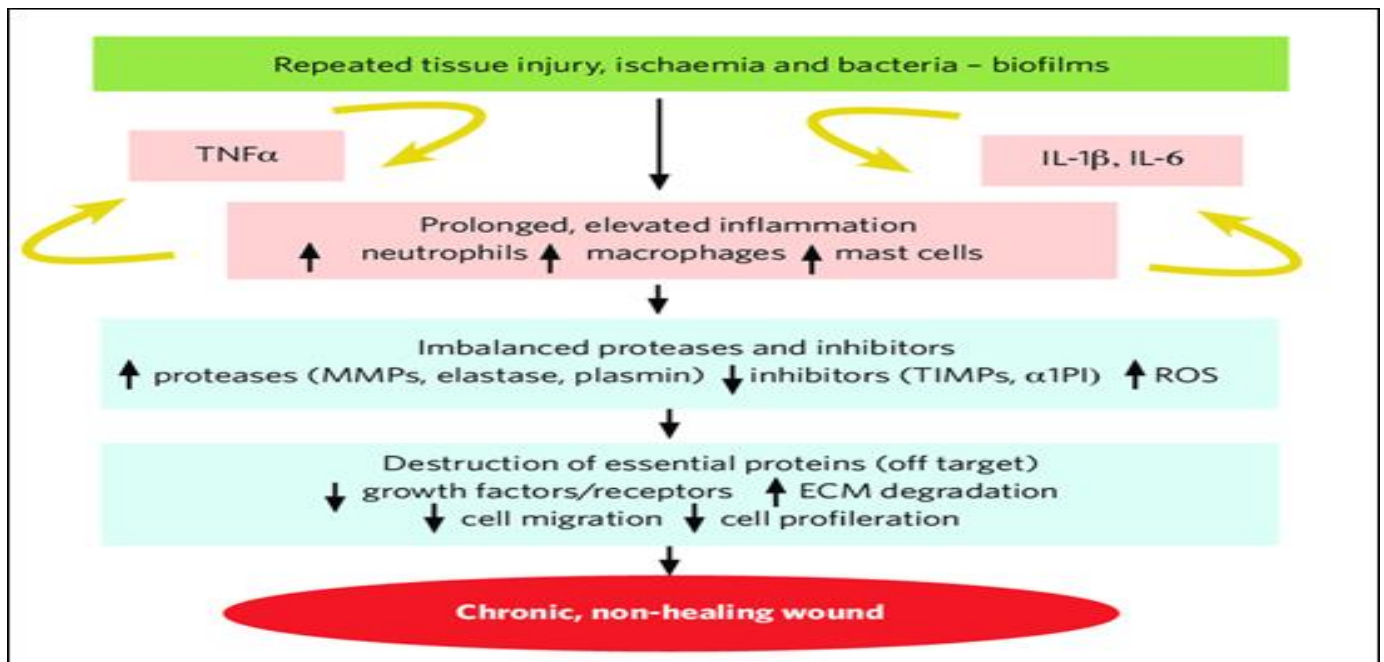 Repeated tissue injury, ischaemia and bacteria – biofilms
TNFα
IL-1β, IL-6
Prolonged, elevated inflammation
↑ neutrophils ↑ macrophages ↑ mast cells
Imbalanced proteases and inhibitors
↑ proteases (MMPs, elastase, plasmin) ↓ inhibitors (TIMPs, α1PI) ↑ ROS
Destruction of essential proteins (off target)
↓ growth factors/receptors ↑ ECM degradation
↓ cell migration ↓ cell profileration
Chronic, non-healing wound